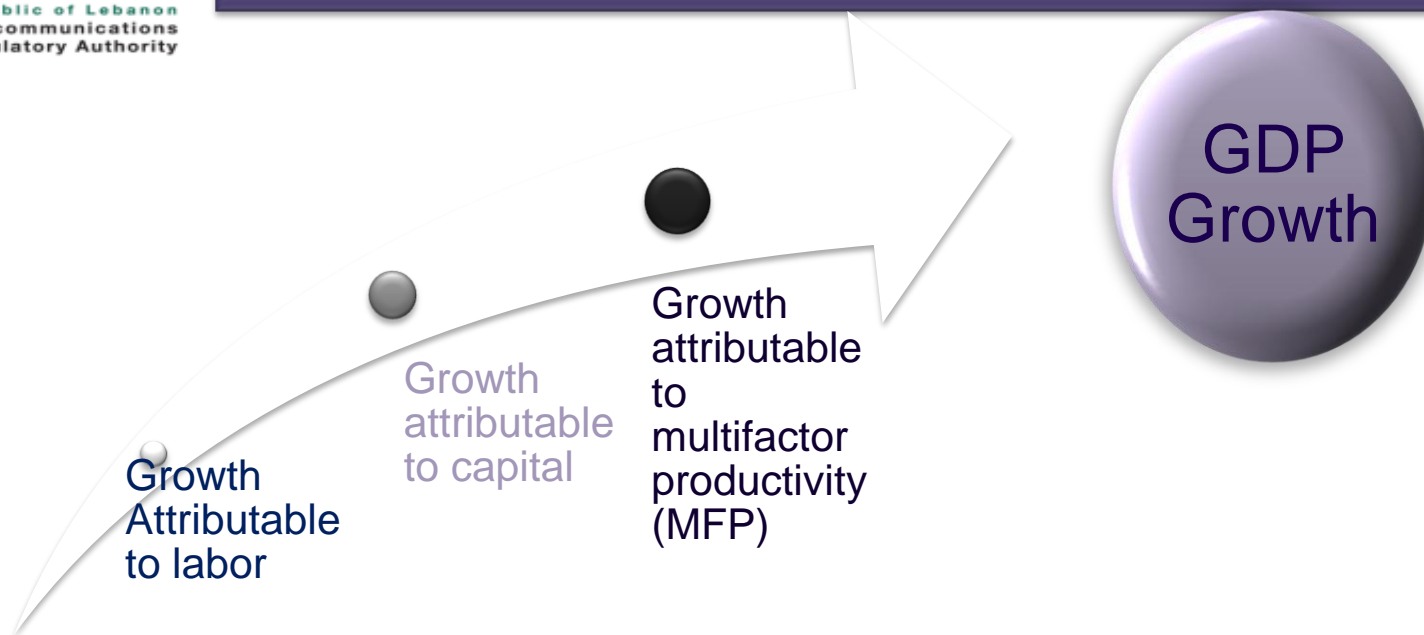 blic of Lebanon
communications
latory Authority
GDP
Growth
Growth
attributable
to
multifactor
productivity
(MFP)
Growth
attributable
to capital
Growth
Attributable
to labor